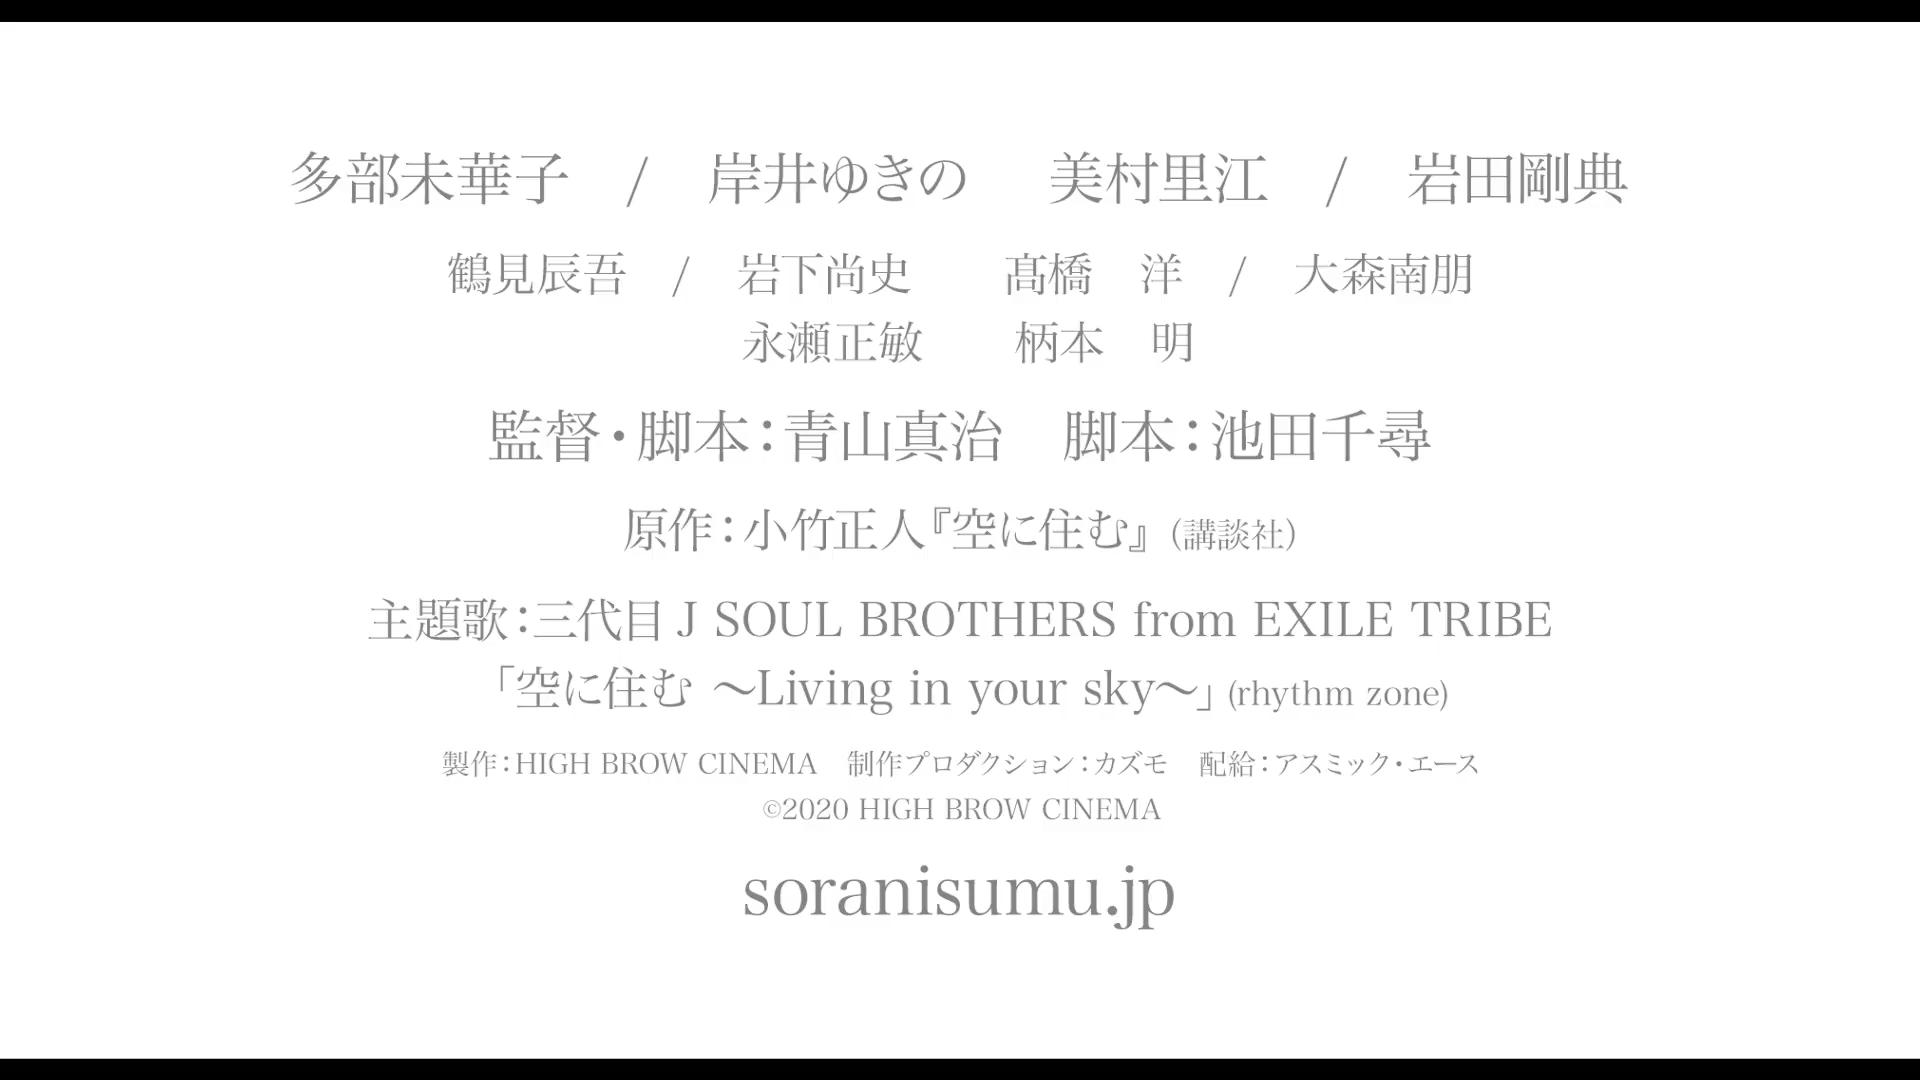 多部未華子 / 岸井ゆきの 美村里江 / 岩田剛典
鶴見辰吾 / 岩下尚史 髙橋 洋 / 大森南朋
永瀬正敏 柄本 明
監督・脚本：青山真治 脚本：池田千尋
原作：小竹正人『空に住む』（講談社）
主題歌：三代目 J SOUL BROTHERS from EXILE TRIBE
「空に住む 〜Living in your sky〜」(rhythm zone)
製作：HIGH BROW CINEMA 制作プロダクション：カズモ 配給：アスミック・エース
©2020 HIGH BROW CINEMA
soranisumu.jp